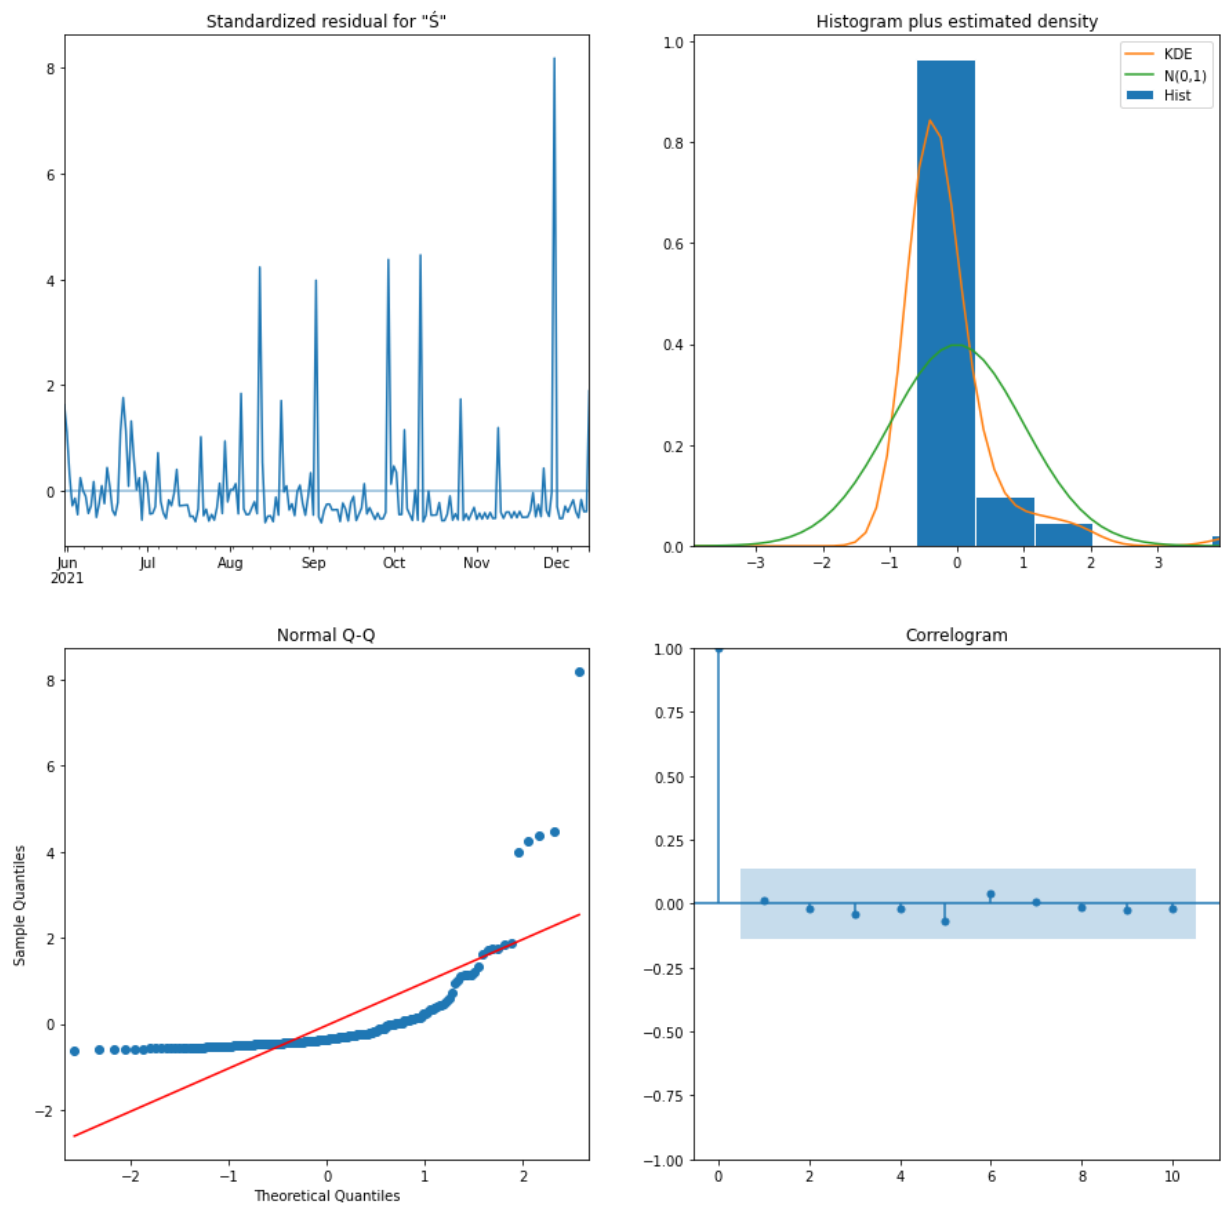 Standardized residual for "Ś"
8
6
4
2
0
Jun Jul Aug Sep Oct Nov Dec
2021
Histogram plus estimated density
1.0
0.8
0.6
0.4
0.2
0.0
−3 −2 −1 0 1 2 3
KDE
N(0,1)
Hist
Normal Q-Q
Sample Quantiles
8
6
4
2
0
−2
−2 −1 0 1 2
Theoretical Quantiles
Correlogram
1.00
0.75
0.50
0.25
0.00
−0.25
−0.50
−0.75
−1.00
0 2 4 6 8 10